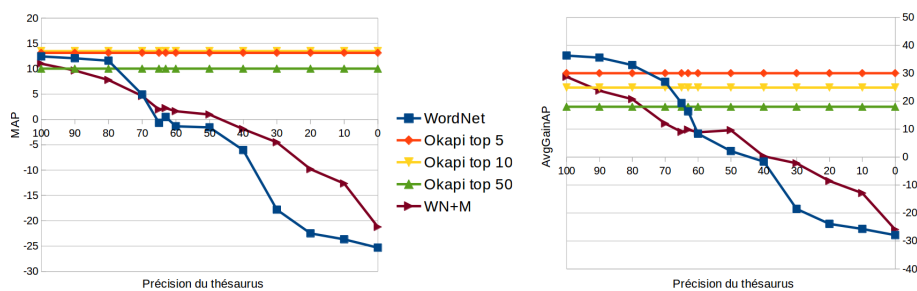 20
15
10
5
0
-5
-10
-15
-20
-25
-30
100 90 80 70 60 50 40 30 20 10 0
MAP
Précision du thésaurus
WordNet
Okapi top 5
Okapi top 10
Okapi top 50
WN+M
50
40
30
20
10
0
-10
-20
-30
-40
100 90 80 70 60 50 40 30 20 10 0
AvgGainAP
Précision du thésaurus